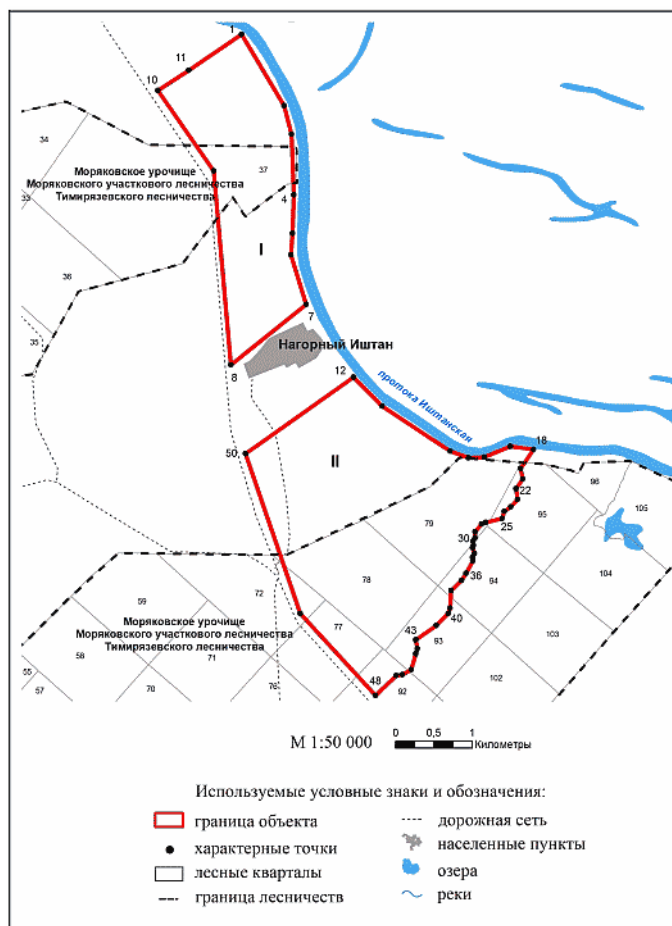 1
11
10
34
37
Моряковское урочище
Моряковского участкового лесничества
Тимирязевского лесничества
33
4
I
36
7
35
Нагорный Иштан
8
12
протока Иштанская
50
II
18
96
22
95
105
25
79
30
104
78
36
94
72
59
40
77
Моряковское урочище
Моряковского участкового лесничества
Тимирязевского лесничества
43
93
103
58
71
55
57
70
76
48
92
102
М 1:50 000
0 0,5 1
Километры
Используемые условные знаки и обозначения:
граница объекта
дорожная сеть
характерные точки
населенные пункты
лесные кварталы
озера
граница лесничеств
реки